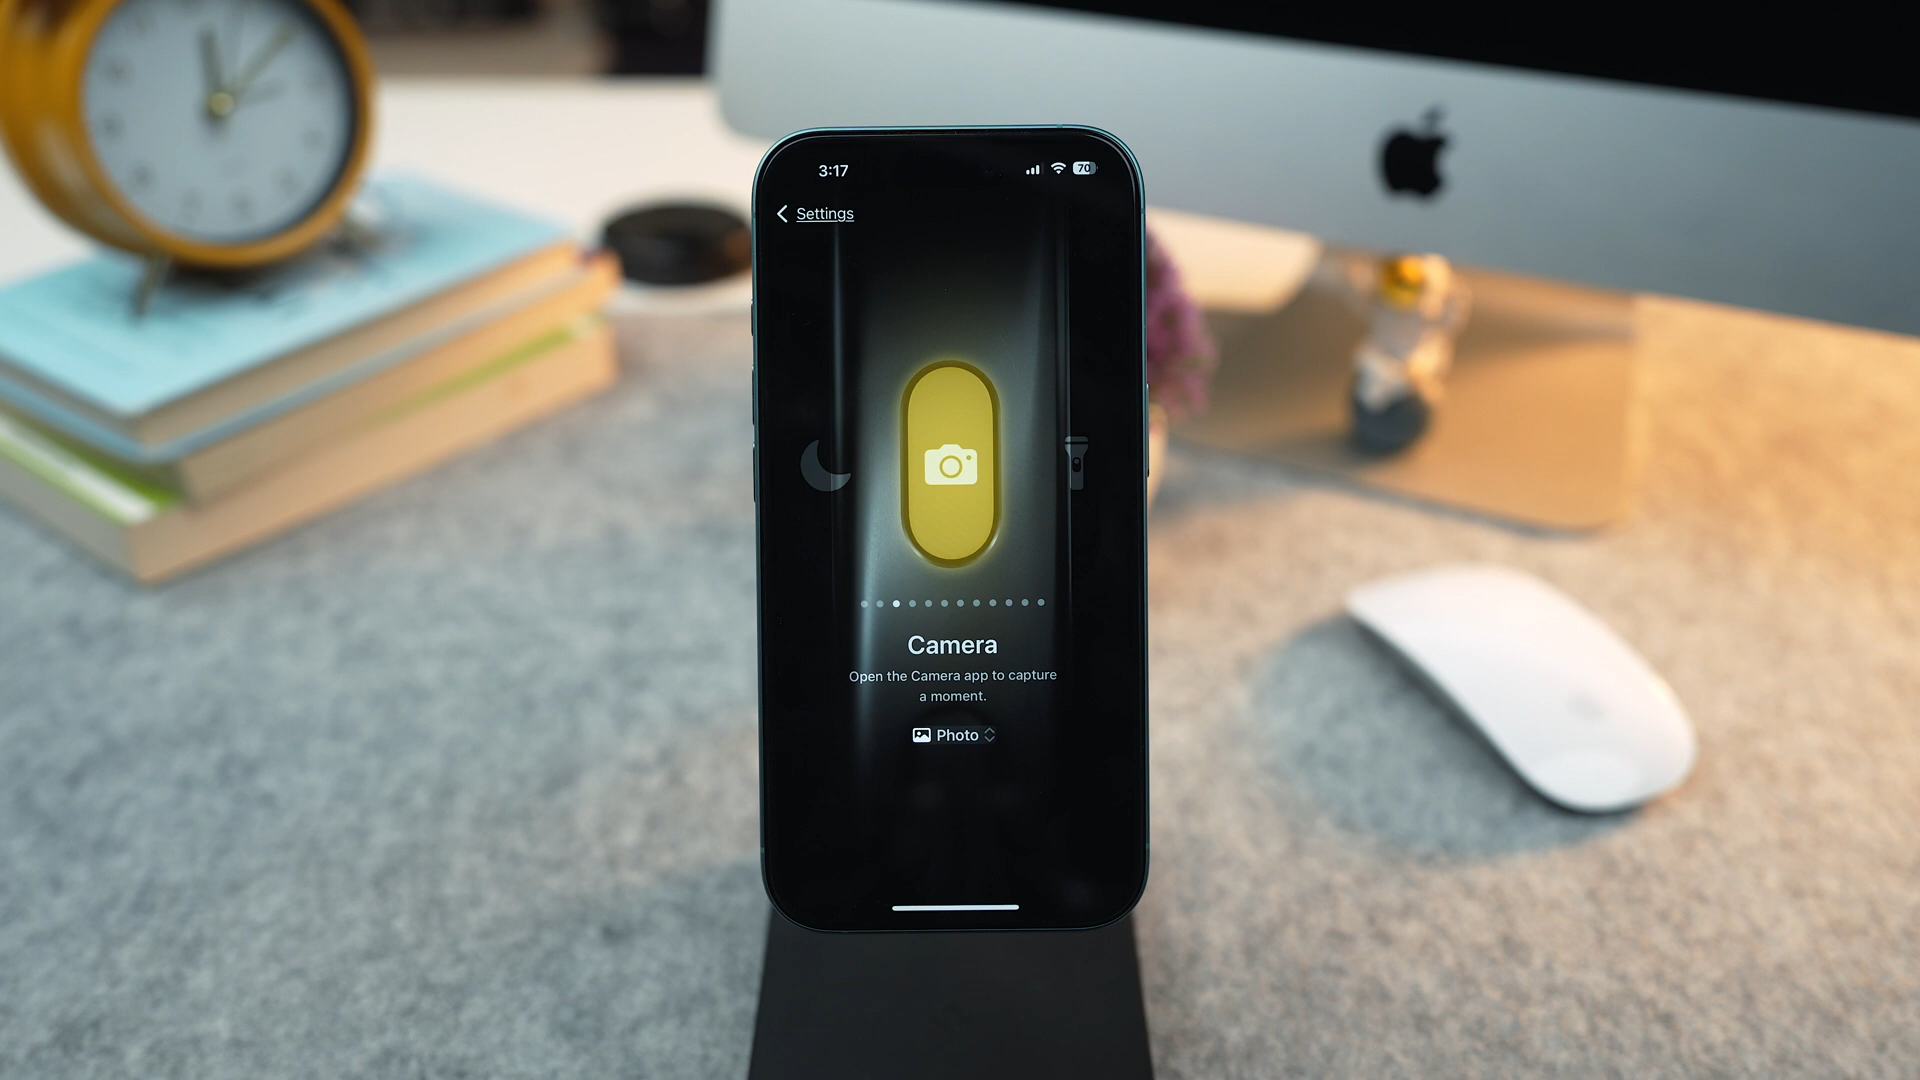 3:17
70
Settings
Camera
Open the Camera app to capture
a moment.
Photo